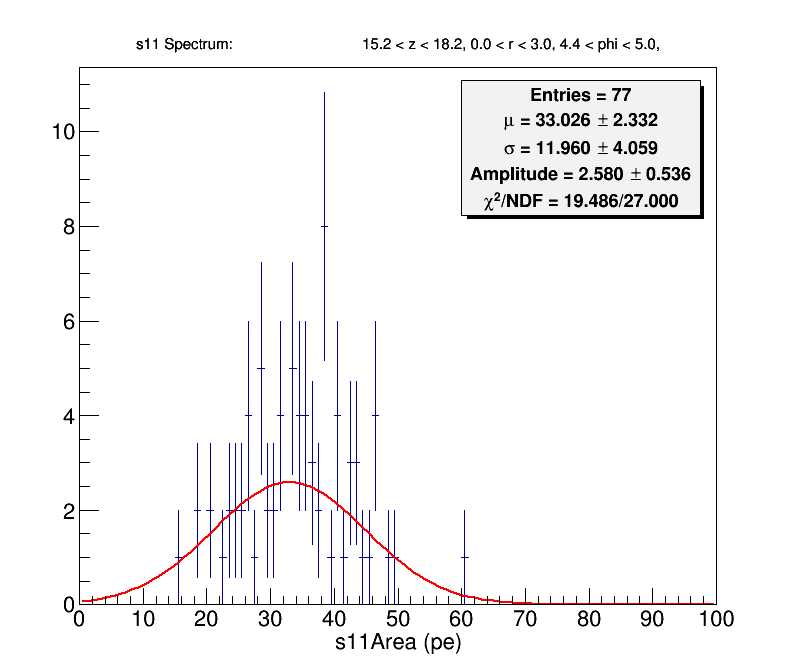 s11 Spectrum: 15.2 < z < 18.2, 0.0 < r < 3.0, 4.4 < phi < 5.0,
Entries = 77
μ = 33.026 ± 2.332
σ = 11.960 ± 4.059
Amplitude = 2.580 ± 0.536
χ²/NDF = 19.486/27.000
10
8
6
4
2
0
0 10 20 30 40 50 60 70 80 90 100
s11Area (pe)